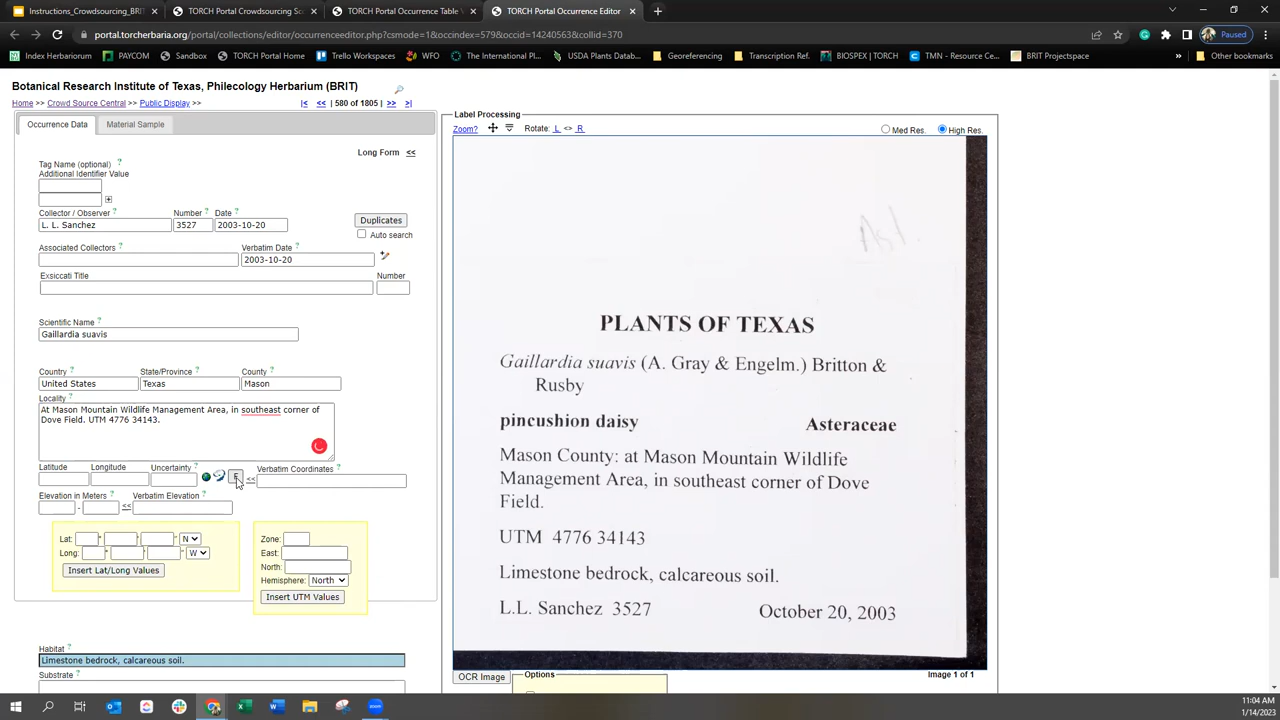 Instructions_Crowdsourcing_BRIT
TORCH Portal Crowdsourcing Sc
TORCH Portal Occurrence Table V
TORCH Portal Occurrence Editor
portal.torcherbaria.org/portal/collections/editor/occurrenceeditor.php?csmode=1&occindex=579&occid=14240563&collid=370
Paused
Index Herbariorum
PAYCOM
Sandbox
TORCH Portal Home
Trello Workspaces
WFO
The International Pl...
USDA Plants Datab...
Georeferencing
Transcription Ref.
BIOSPEX | TORCH
TMN - Resource Ce...
BRIT Projectspace
»
Other bookmarks
Botanical Research Institute of Texas, Philecology Herbarium (BRIT)
Home >> Crowd Source Central >> Public Display >>
|< << | 580 of 1805 | >> >|
Occurrence Data
Material Sample
Long Form <<
Tag Name (optional) ?
Additional Identifier Value
Collector / Observer ? Number ? Date ?
L. L. Sanchez 3527 2003-10-20
Duplicates
Auto search
Associated Collectors ? Verbatim Date ?
2003-10-20
Exsiccati Title Number
Scientific Name ?
Gaillardia suavis
Country ? State/Province ? County ?
United States Texas Mason
Locality ?
At Mason Mountain Wildlife Management Area, in southeast corner of
Dove Field. UTM 4776 34143.
Latitude Longitude Uncertainty ? Verbatim Coordinates ?
F <<
Elevation in Meters ? Verbatim Elevation ?
- <<
Lat: ° ' " N
Long: ° ' " W
Insert Lat/Long Values
Zone:
East:
North:
Hemisphere: North
Insert UTM Values
Habitat ?
Limestone bedrock, calcareous soil.
Substrate ?
Label Processing
Zoom? Rotate: L <> R
Med Res. High Res.
PLANTS OF TEXAS
Gaillardia suavis (A. Gray & Engelm.) Britton &
Rusby
pincushion daisy Asteraceae
Mason County: at Mason Mountain Wildlife
Management Area, in southeast corner of Dove
Field.
UTM 4776 34143
Limestone bedrock, calcareous soil.
L.L. Sanchez 3527 October 20, 2003
OCR Image
Options
Image 1 of 1
11:04 AM
1/14/2023